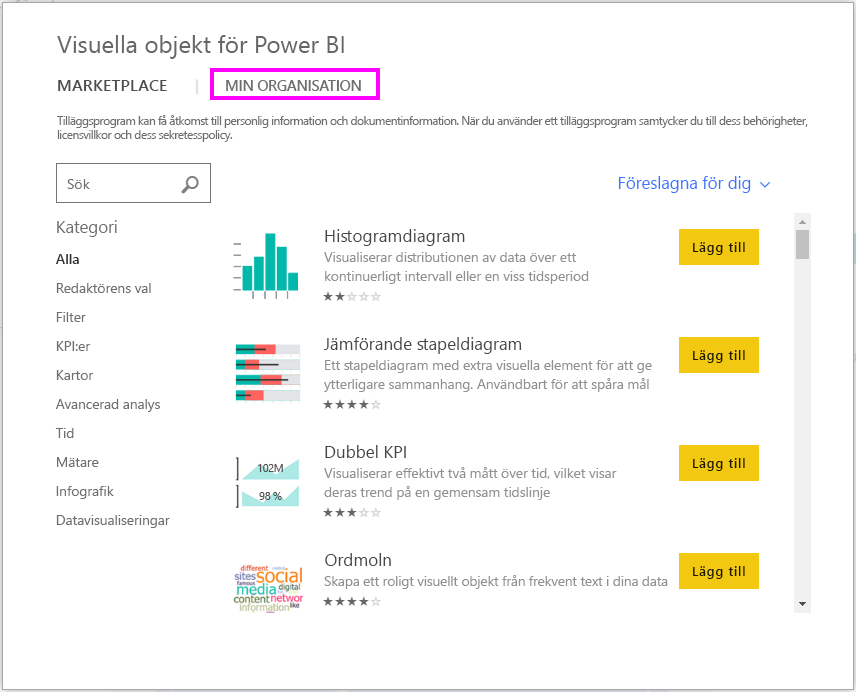 Visuella objekt för Power BI
MARKETPLACE | MIN ORGANISATION
Tilläggsprogram kan få åtkomst till personlig information och dokumentinformation. När du använder ett tilläggsprogram samtycker du till dess behörigheter,
licensvillkor och dess sekretesspolicy.
Sök
Föreslagna för dig
Kategori
Alla
Redaktörens val
Filter
KPI:er
Kartor
Avancerad analys
Tid
Mätare
Infografik
Datavisualiseringar
Histogramdiagram
Visualiserar distributionen av data över ett
kontinuerligt intervall eller en viss tidsperiod
★★☆☆☆
Lägg till
Jämförande stapeldiagram
Ett stapeldiagram med extra visuella element för att ge
ytterligare sammanhang. Användbart för att spåra mål
★★★★☆
Lägg till
102M
98 %
Dubbel KPI
Visualiserar effektivt två mått över tid, vilket visar
deras trend på en gemensam tidslinje
★★★☆☆
Lägg till
different
sites social
famous
media digital
content networ
information like
Ordmoln
Skapa ett roligt visuellt objekt från frekvent text i dina data
★★★★☆
Lägg till